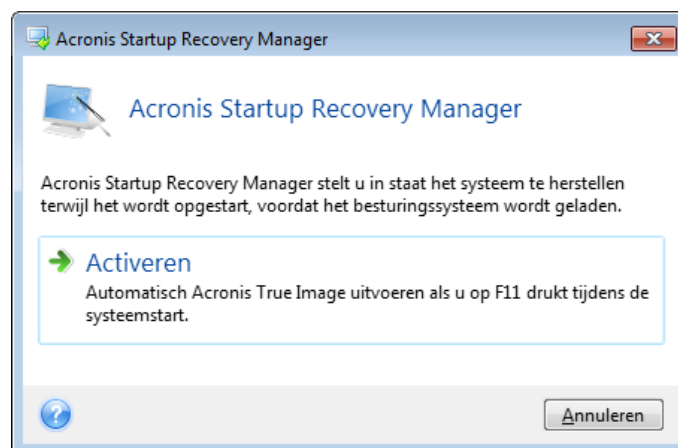 Acronis Startup Recovery Manager
Acronis Startup Recovery Manager
Acronis Startup Recovery Manager stelt u in staat het systeem te herstellen
terwijl het wordt opgestart, voordat het besturingssysteem wordt geladen.
Activeren
Automatisch Acronis True Image uitvoeren als u op F11 drukt tijdens de
systeemstart.
?
Annuleren